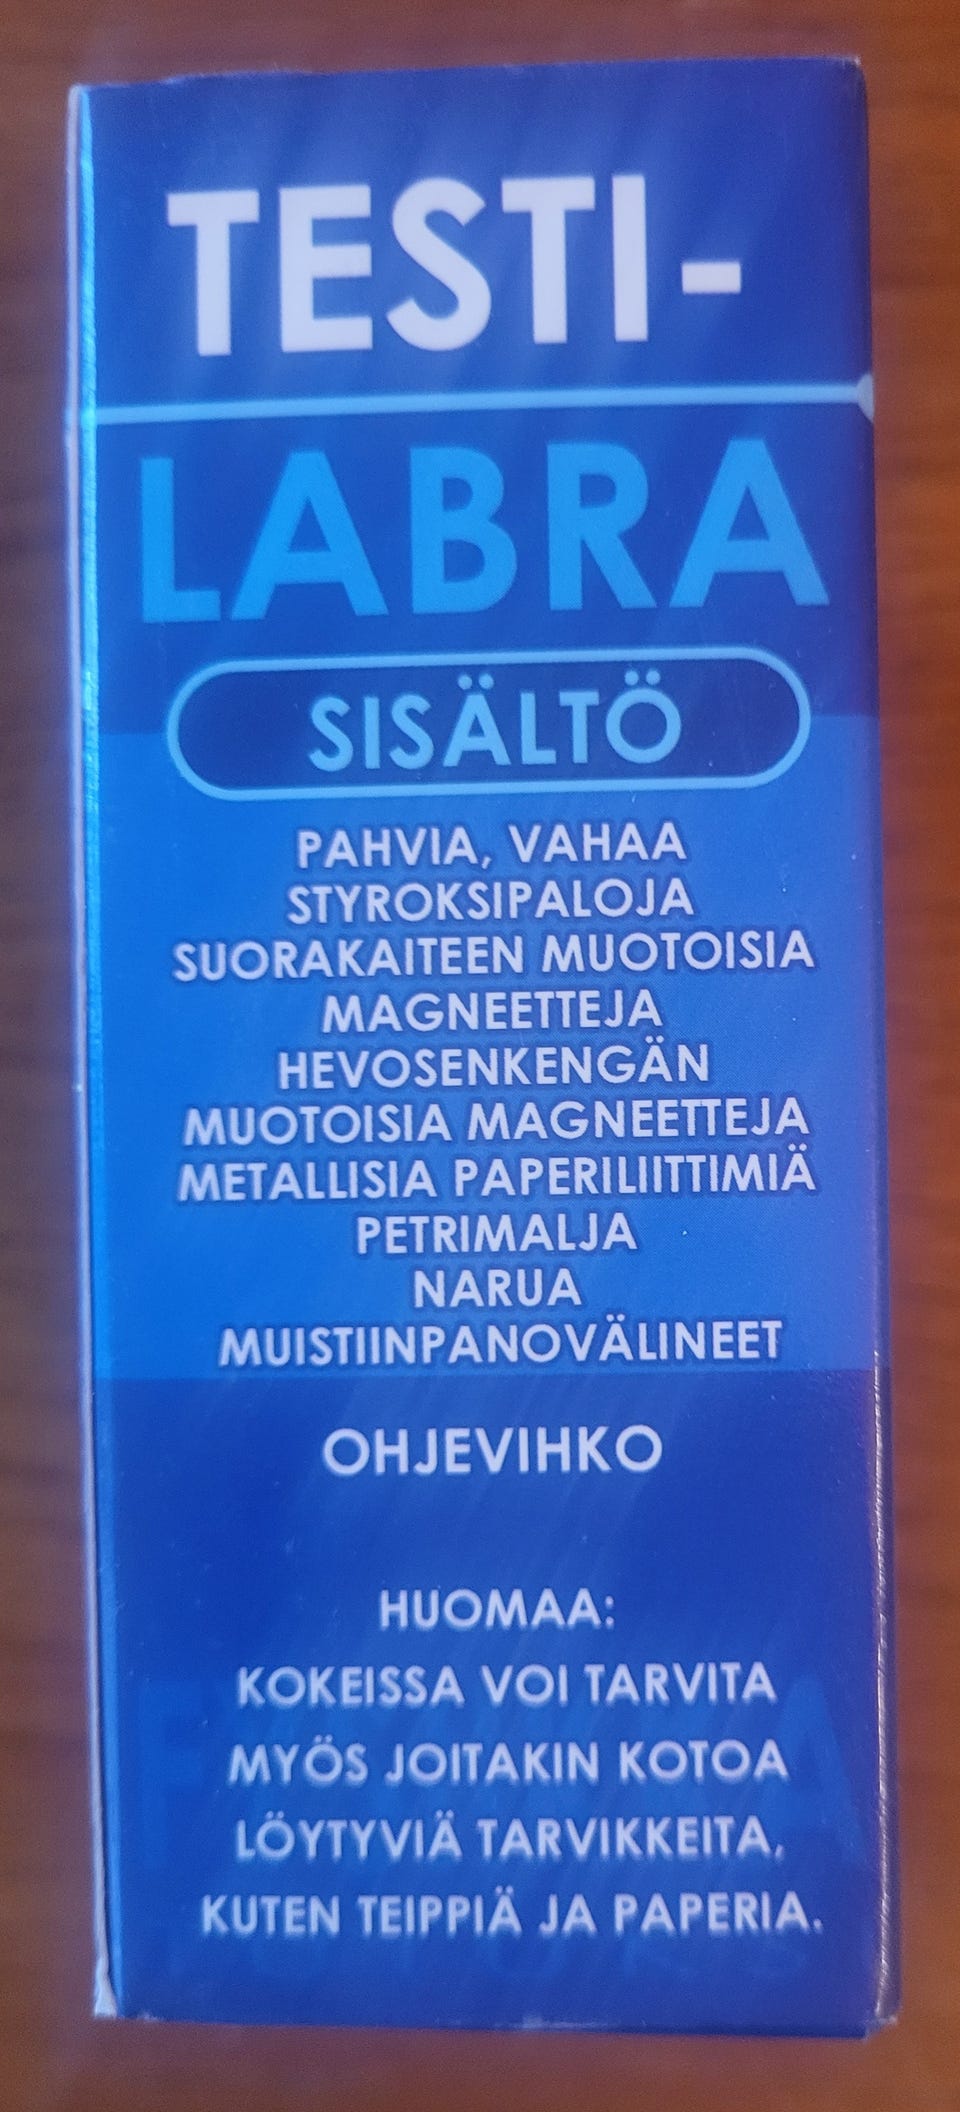 TESTI-
LABRA
SISÄLTÖ
PAHVIA, VAHAA
STYROKSIPALOJA
SUORAKAITEEN MUOTOISIA
MAGNEETTEJA
HEVOSENKENGÄN
MUOTOISIA MAGNEETTEJA
METALLISIA PAPERILIITTIMIÄ
PETRIMALJA
NARUA
MUISTIINPANOVÄLINEET
OHJEVIHKO
HUOMAA:
KOKEISSA VOI TARVITA
MYÖS JOITAKIN KOTOA
LÖYTYVIÄ TARVIKKEITA,
KUTEN TEIPPIÄ JA PAPERIA.